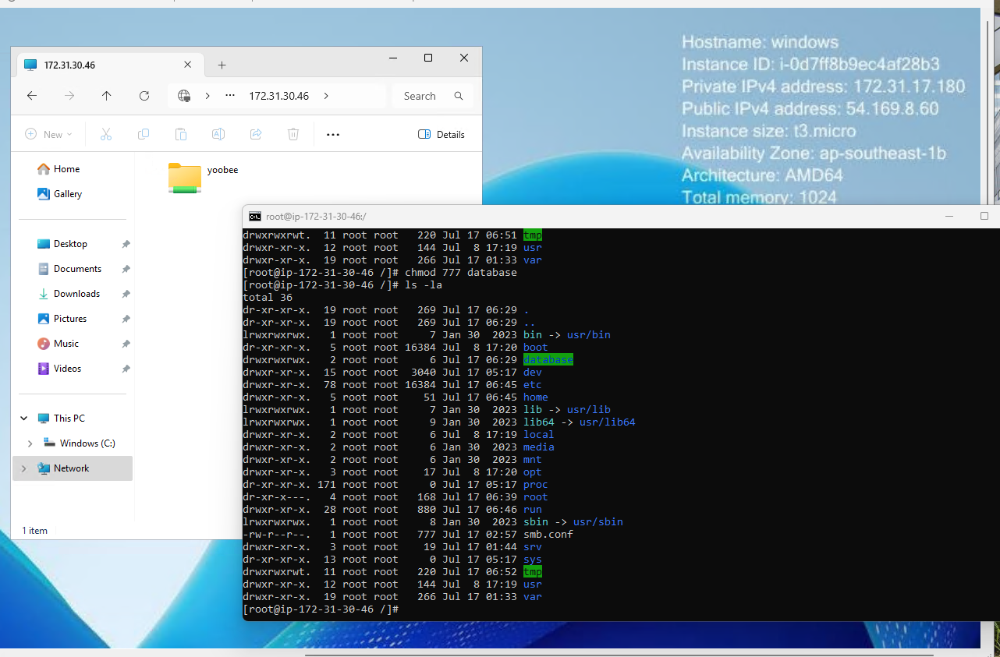 Hostname: windows
Instance ID: i-0d7ff8b9ec4af28b3
Private IPv4 address: 172.31.17.180
Public IPv4 address: 54.169.8.60
Instance size: t3.micro
Availability Zone: ap-southeast-1b
Architecture: AMD64
Total memory: 1024
172.31.30.46
172.31.30.46
Search
New
Details
Home
Gallery
Desktop
Documents
Downloads
Pictures
Music
Videos
This PC
Windows (C:)
Network
1 item
yoobee
root@ip-172-31-30-46:/
drwxrwxrwt.  11 root root   220 Jul 17 06:51 tmp
drwxr-xr-x.  12 root root   144 Jul  8 17:19 usr
drwxr-xr-x.  19 root root   266 Jul 17 01:33 var
[root@ip-172-31-30-46 /]# chmod 777 database
[root@ip-172-31-30-46 /]# ls -la
total 36
dr-xr-xr-x.  19 root root   269 Jul 17 06:29 .
dr-xr-xr-x.  19 root root   269 Jul 17 06:29 ..
lrwxrwxrwx.   1 root root     7 Jan 30  2023 bin -> usr/bin
dr-xr-xr-x.   5 root root 16384 Jul  8 17:20 boot
drwxrwxrwx.   2 root root     6 Jul 17 06:29 database
drwxr-xr-x.  15 root root  3040 Jul 17 05:17 dev
drwxr-xr-x.  78 root root 16384 Jul 17 06:45 etc
drwxr-xr-x.   5 root root    51 Jul 17 06:45 home
lrwxrwxrwx.   1 root root     7 Jan 30  2023 lib -> usr/lib
lrwxrwxrwx.   1 root root     9 Jan 30  2023 lib64 -> usr/lib64
drwxr-xr-x.   2 root root     6 Jul  8 17:19 local
drwxr-xr-x.   2 root root     6 Jan 30  2023 media
drwxr-xr-x.   2 root root     6 Jan 30  2023 mnt
drwxr-xr-x.   3 root root    17 Jul  8 17:20 opt
dr-xr-xr-x. 171 root root     0 Jul 17 05:17 proc
dr-xr-x---.   4 root root   168 Jul 17 06:39 root
drwxr-xr-x.  28 root root   880 Jul 17 06:46 run
lrwxrwxrwx.   1 root root     8 Jan 30  2023 sbin -> usr/sbin
-rw-r--r--.   1 root root   777 Jul 17 02:57 smb.conf
drwxr-xr-x.   3 root root    19 Jul 17 01:44 srv
dr-xr-xr-x.  13 root root     0 Jul 17 05:17 sys
drwxrwxrwt.  11 root root   220 Jul 17 06:52 tmp
drwxr-xr-x.  12 root root   144 Jul  8 17:19 usr
drwxr-xr-x.  19 root root   266 Jul 17 01:33 var
[root@ip-172-31-30-46 /]#